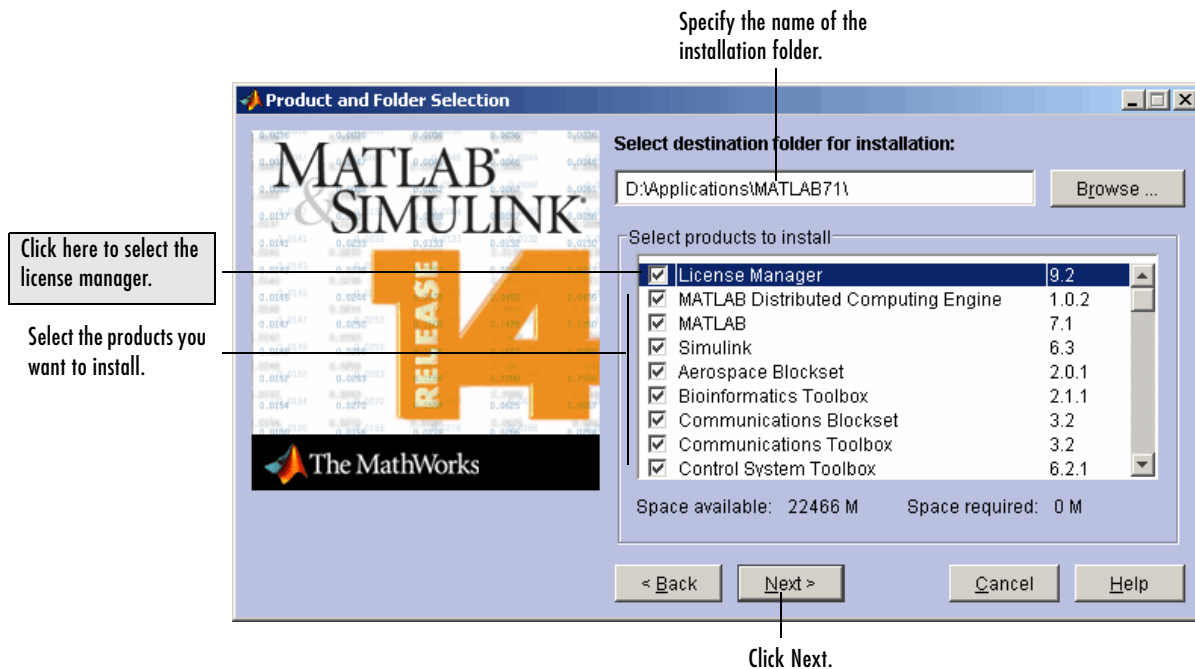 Specify the name of the
installation folder.
Product and Folder Selection
MATLAB®
&SIMULINK®
RELEASE
14
The MathWorks
Select destination folder for installation:
D:\Applications\MATLAB71\
Browse ...
Click here to select the
license manager.
Select the products you
want to install.
Select products to install
License Manager 9.2
MATLAB Distributed Computing Engine 1.0.2
MATLAB 7.1
Simulink 6.3
Aerospace Blockset 2.0.1
Bioinformatics Toolbox 2.1.1
Communications Blockset 3.2
Communications Toolbox 3.2
Control System Toolbox 6.2.1
Space available: 22466 M Space required: 0 M
< Back
Next >
Cancel
Help
Click Next.